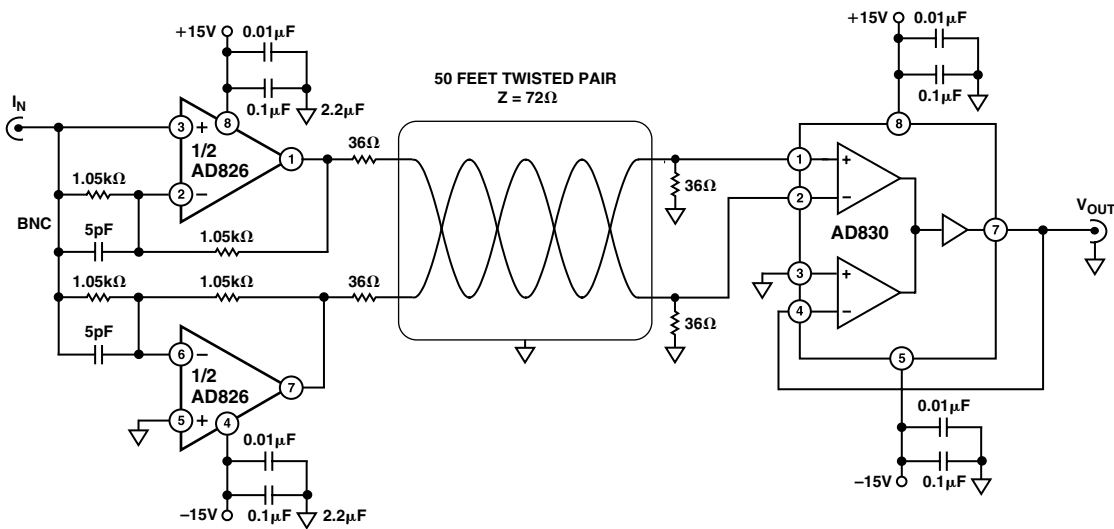 +15V
0.01µF
0.1µF
2.2µF
I_N
3
+
8
1/2
AD826
1
2
–
1.05kΩ
BNC
5pF
1.05kΩ
36Ω
1.05kΩ
1.05kΩ
36Ω
5pF
6
–
1/2
AD826
7
5
+
4
0.01µF
–15V
0.1µF
2.2µF
50 FEET TWISTED PAIR
Z = 72Ω
36Ω
36Ω
+15V
0.01µF
0.1µF
8
1
+
2
–
AD830
3
+
4
–
7
V_OUT
5
0.01µF
–15V
0.1µF